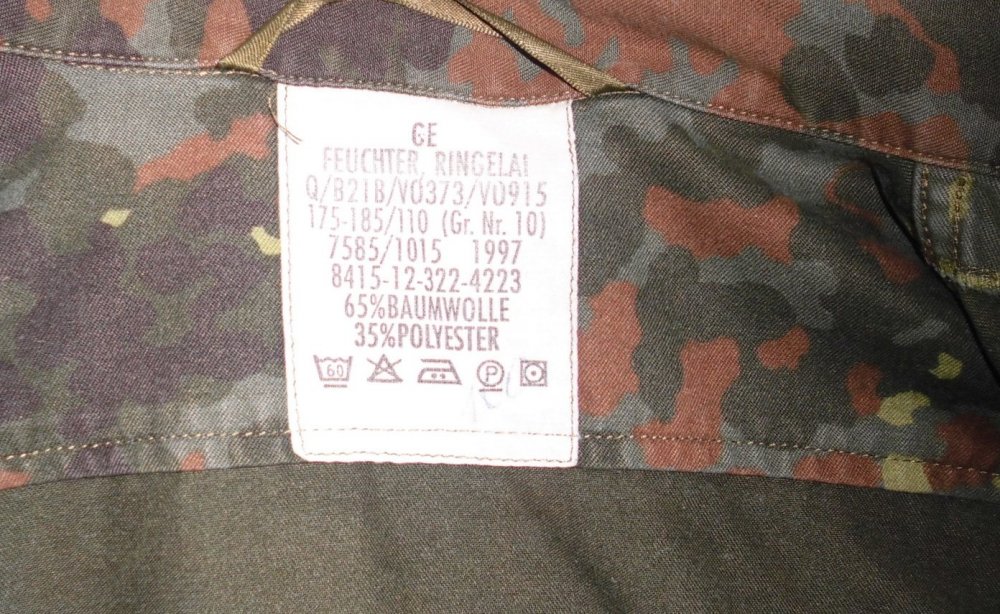 GE
FEUCHTER, RINGELAI
Q/B21B/V0373/V0915
175-185/110 (Gr. Nr. 10)
7585/1015 1997
8415-12-322-4223
65%BAUMWOLLE
35%POLYESTER
60 P